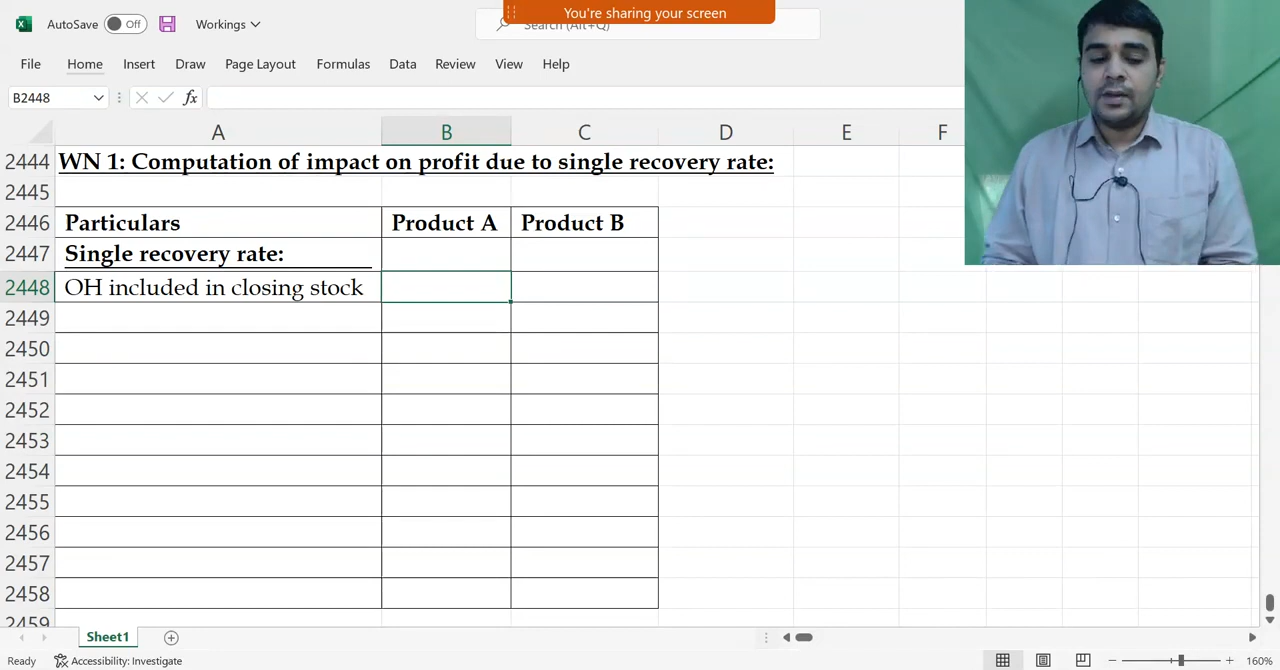 AutoSave Off Workings
You're sharing your screen
Search (Alt+Q)
File Home Insert Draw Page Layout Formulas Data Review View Help
B2448 fx
A B C D E F
2444 WN 1: Computation of impact on profit due to single recovery rate:
2445
2446 Particulars Product A Product B
2447 Single recovery rate:
2448 OH included in closing stock
2449
2450
2451
2452
2453
2454
2455
2456
2457
2458
2459
Sheet1
Ready Accessibility: Investigate 160%